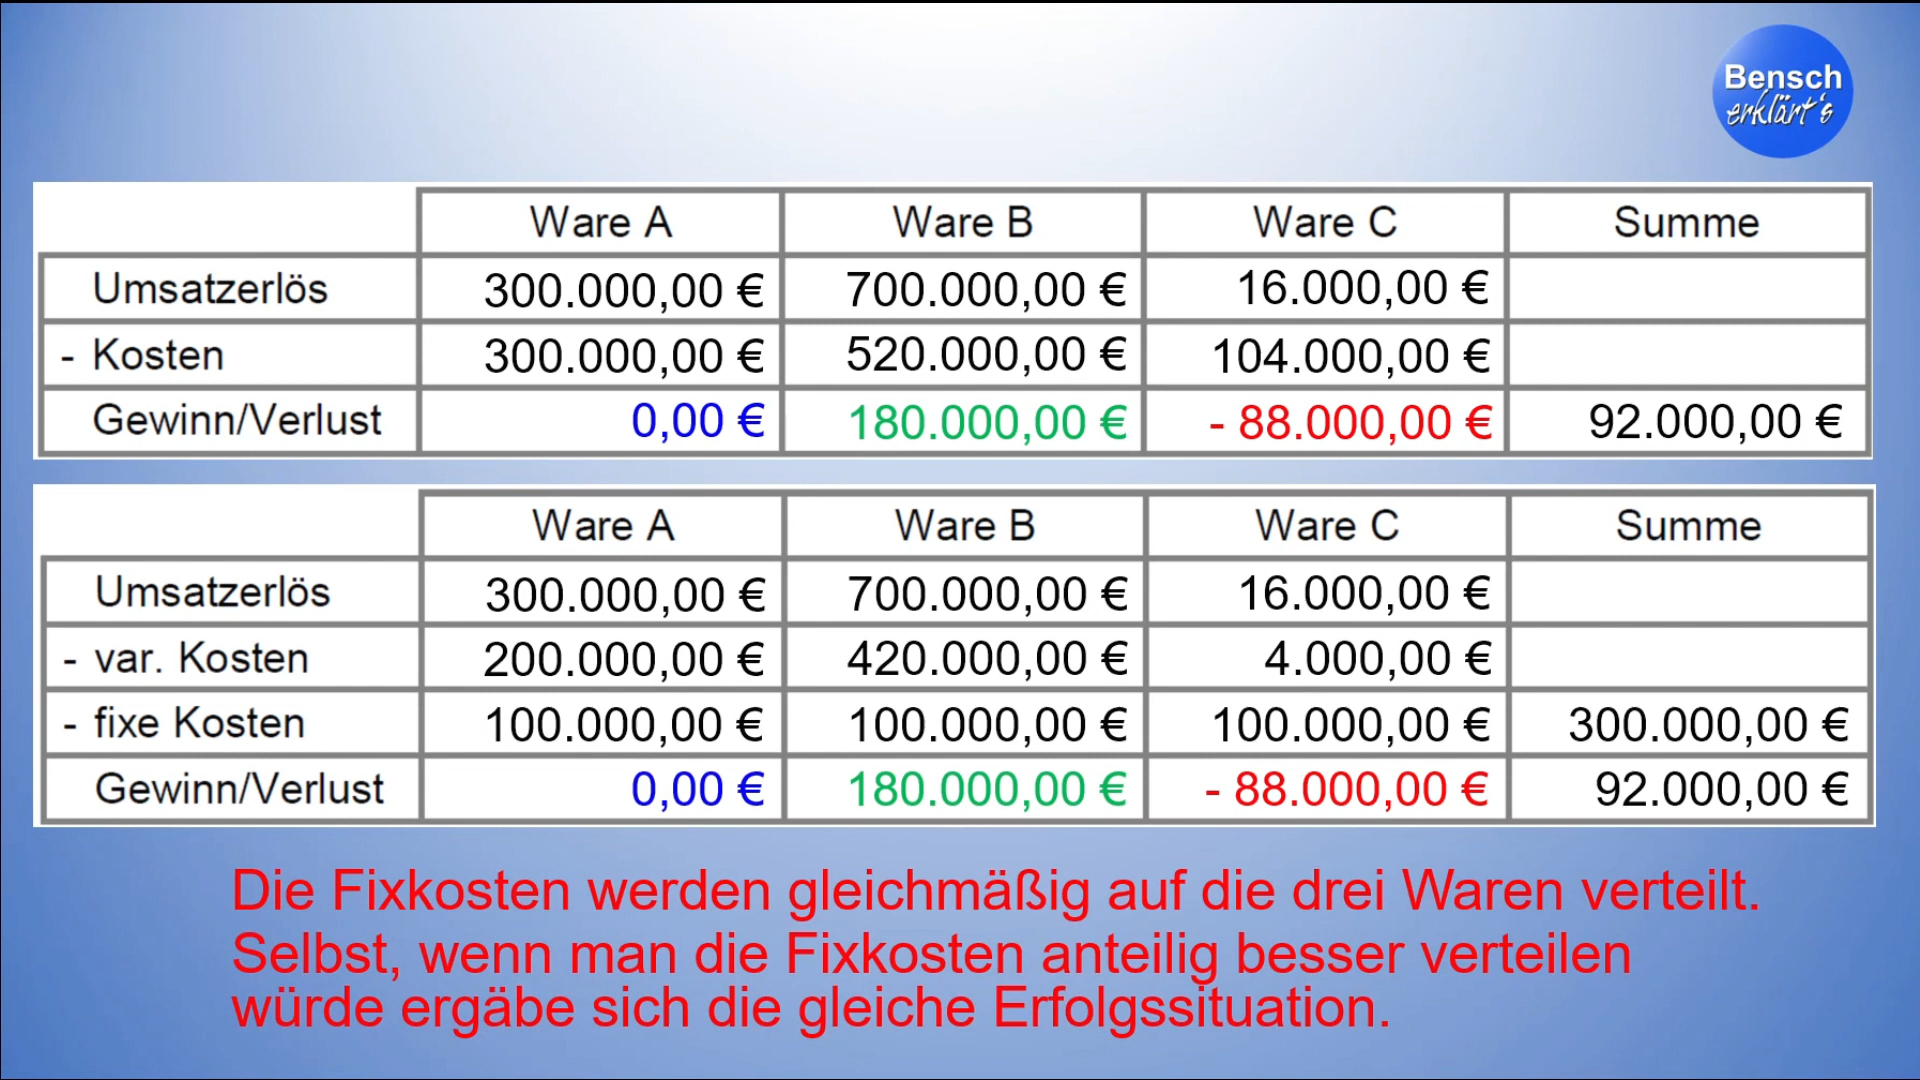 Bensch
erklärt's
Ware A Ware B Ware C Summe
Umsatzerlös 300.000,00 € 700.000,00 € 16.000,00 €
- Kosten 300.000,00 € 520.000,00 € 104.000,00 €
Gewinn/Verlust 0,00 € 180.000,00 € - 88.000,00 € 92.000,00 €
Ware A Ware B Ware C Summe
Umsatzerlös 300.000,00 € 700.000,00 € 16.000,00 €
- var. Kosten 200.000,00 € 420.000,00 € 4.000,00 €
- fixe Kosten 100.000,00 € 100.000,00 € 100.000,00 € 300.000,00 €
Gewinn/Verlust 0,00 € 180.000,00 € - 88.000,00 € 92.000,00 €
Die Fixkosten werden gleichmäßig auf die drei Waren verteilt.
Selbst, wenn man die Fixkosten anteilig besser verteilen
würde ergäbe sich die gleiche Erfolgssituation.